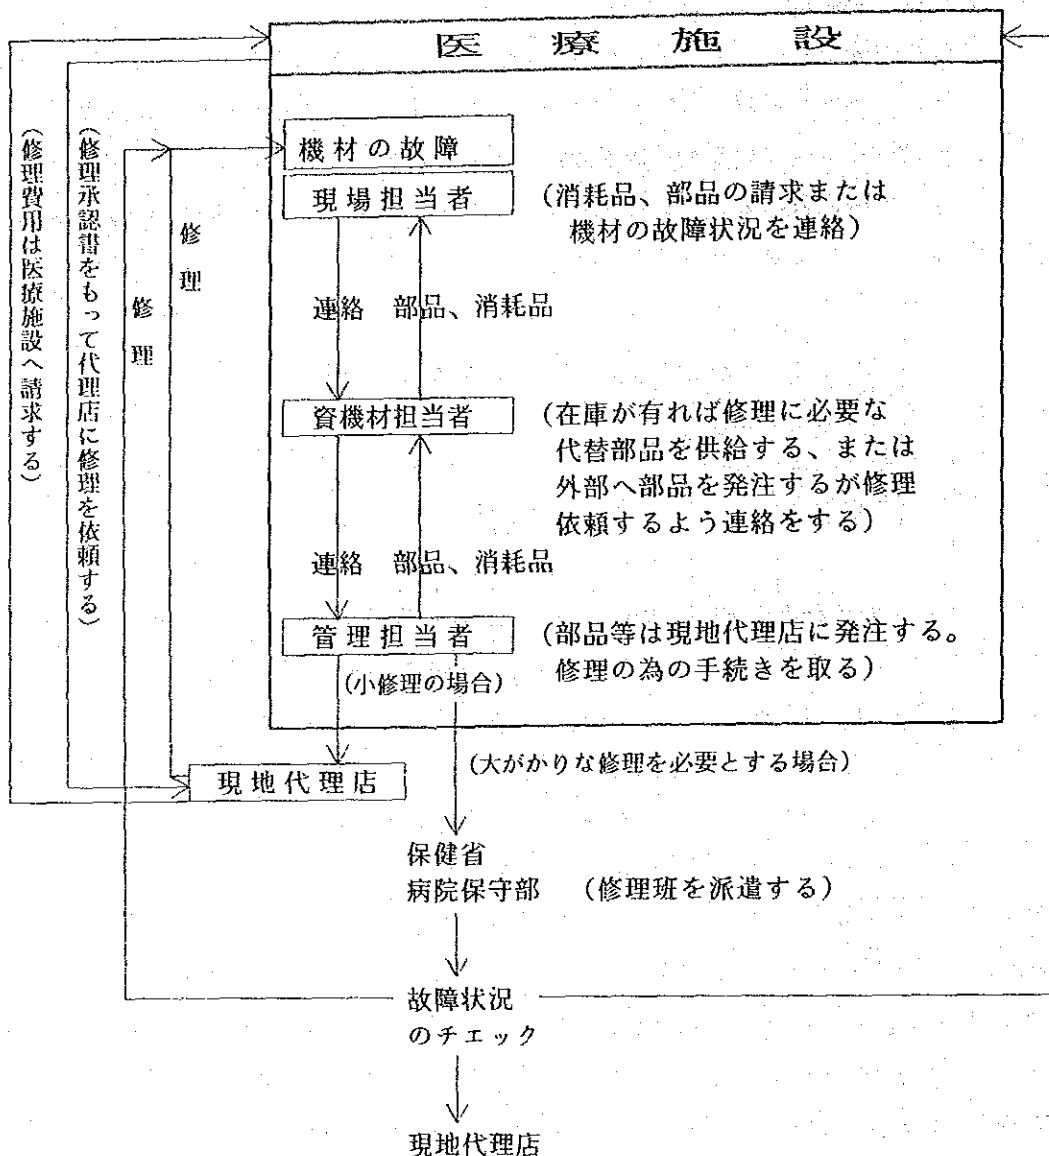 医療施設
機材の故障
現場担当者
(消耗品、部品の請求または
機材の故障状況を連絡)
連絡 部品、消耗品
資機材担当者
(在庫が有れば修理に必要な
代替部品を供給する、または
外部へ部品を発注するが修理
依頼するよう連絡をする)
連絡 部品、消耗品
管理担当者
(部品等は現地代理店に発注する。
修理の為の手続きを取る)
(小修理の場合)
(大がかりな修理を必要とする場合)
現地代理店
保健省
病院保守部 (修理班を派遣する)
故障状況
のチェック
現地代理店
修理
修理
(修理承認書をもって代理店に修理を依頼する)
(修理費用は医療施設へ請求する)